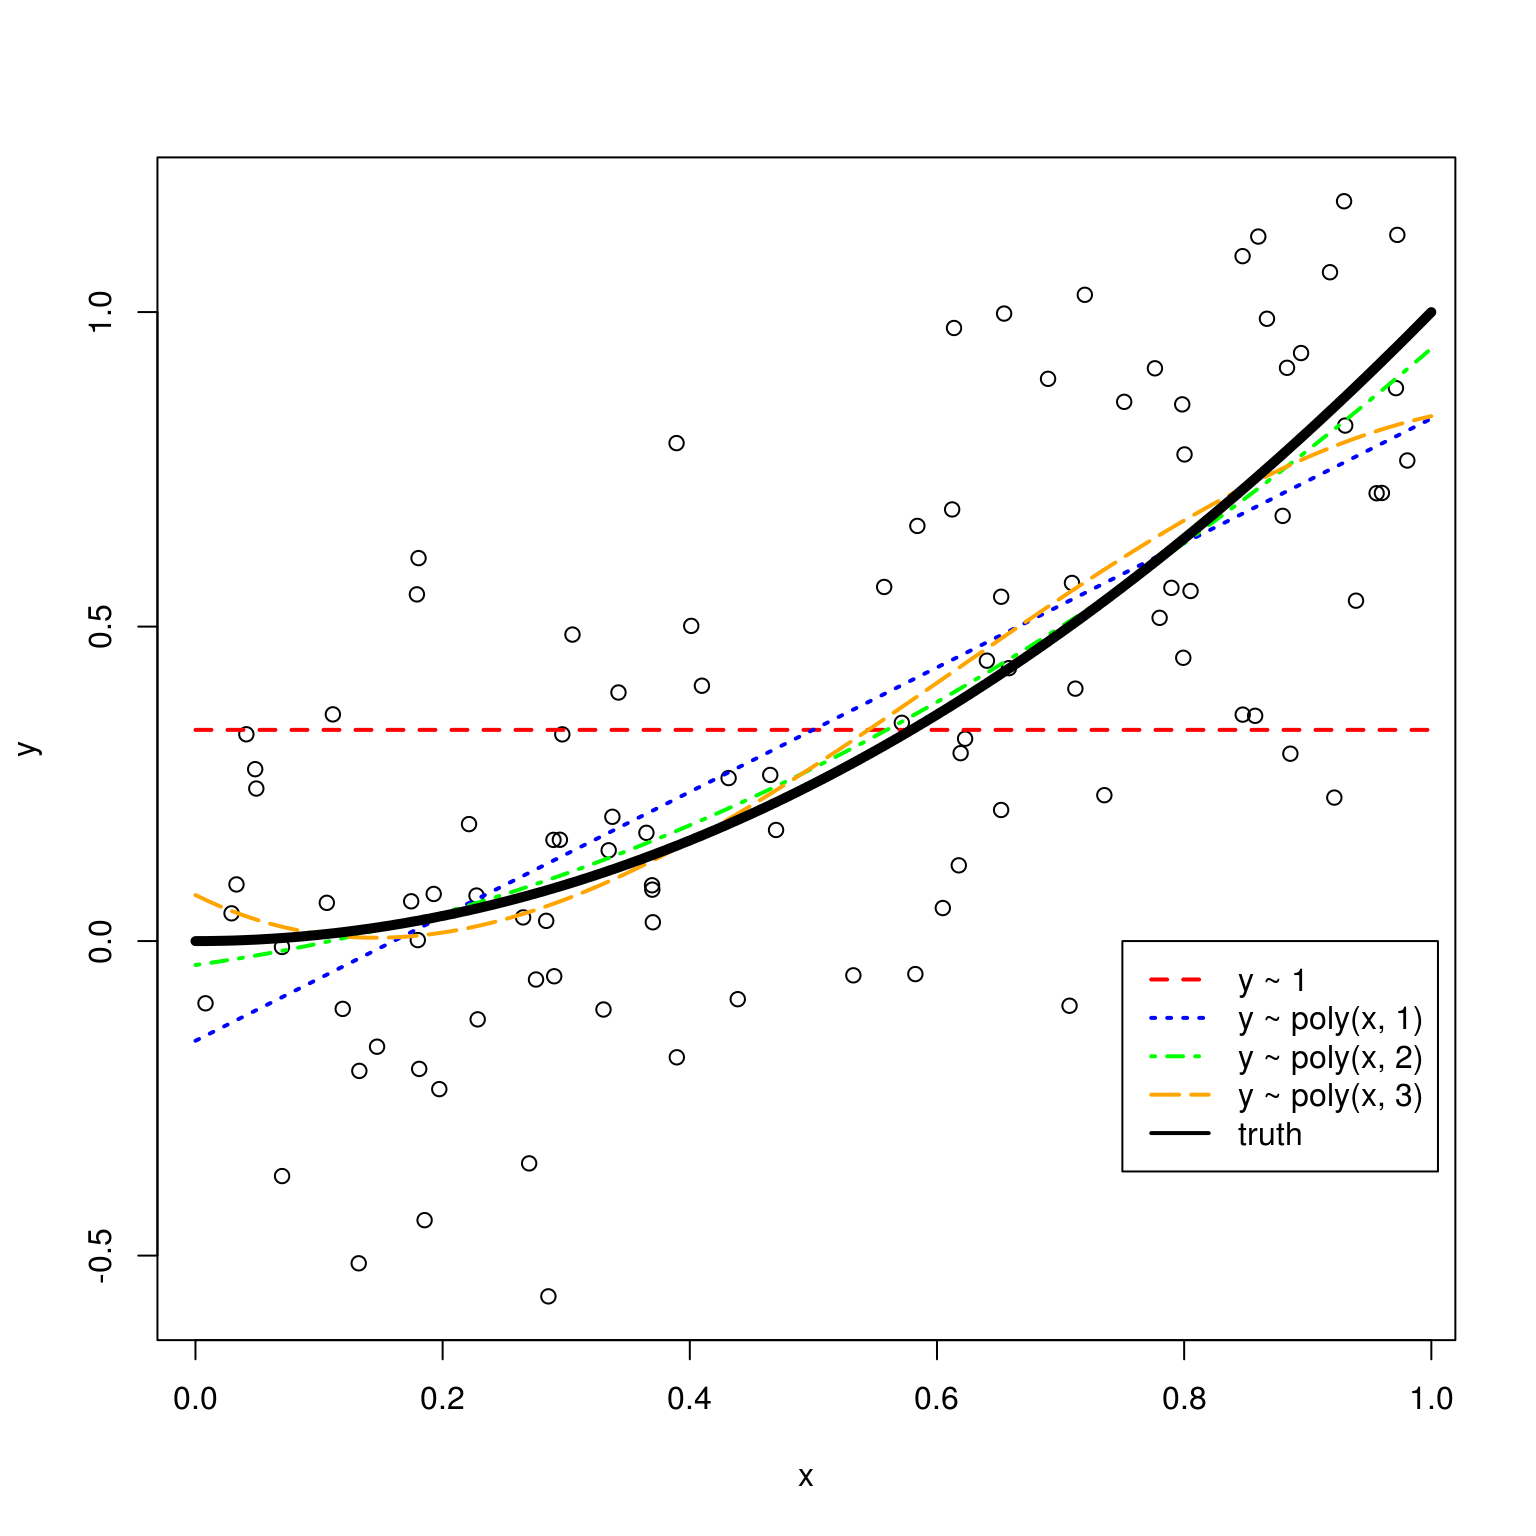 y
1.0
0.5
0.0
-0.5
y ~ 1
y ~ poly(x, 1)
y ~ poly(x, 2)
y ~ poly(x, 3)
truth
0.0 0.2 0.4 0.6 0.8 1.0
x